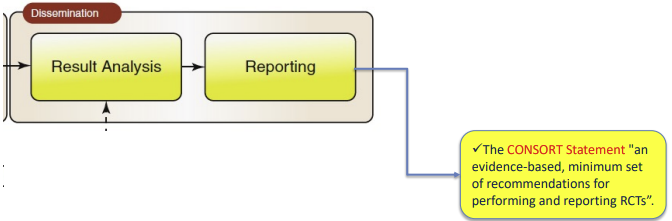 Dissemination
Result Analysis
Reporting
✓The CONSORT Statement "an
evidence-based, minimum set
of recommendations for
performing and reporting RCTs”.